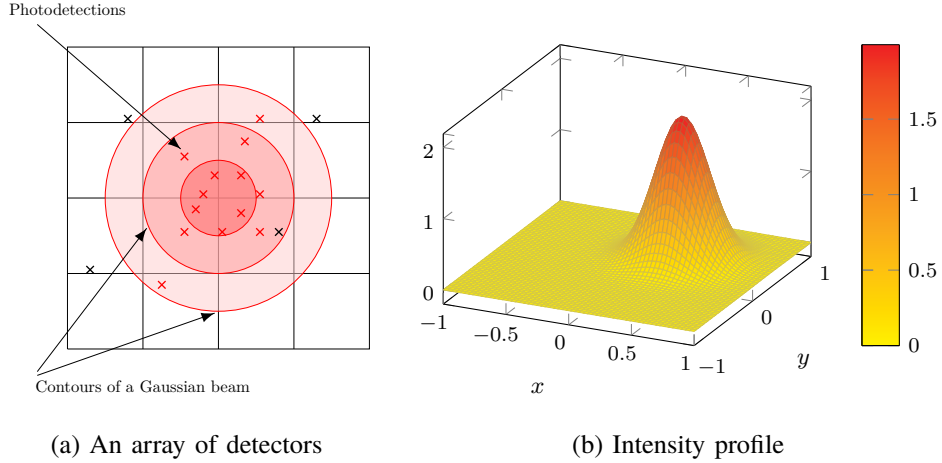 Photodetections
Contours of a Gaussian beam
(a) An array of detectors
2
1
0
−1
−0.5
0
0.5
1
x
−1
0
1
y
1.5
1
0.5
0
(b) Intensity profile